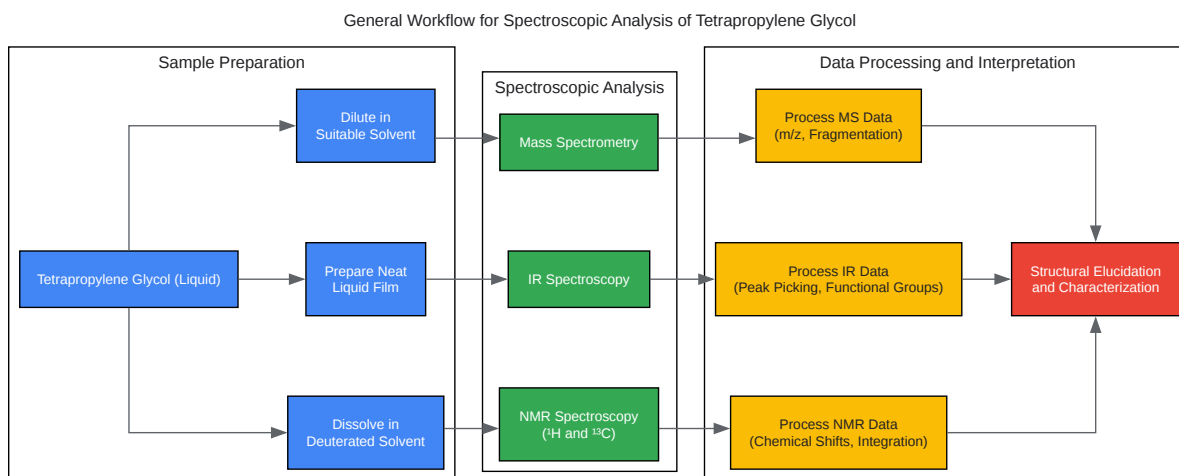 General Workflow for Spectroscopic Analysis of Tetrapropylene Glycol
Sample Preparation
Spectroscopic Analysis
Data Processing and Interpretation
Dilute in
Suitable Solvent
Mass Spectrometry
Process MS Data
(m/z, Fragmentation)
Tetrapropylene Glycol (Liquid)
Prepare Neat
Liquid Film
IR Spectroscopy
Process IR Data
(Peak Picking, Functional Groups)
Structural Elucidation
and Characterization
Dissolve in
Deuterated Solvent
NMR Spectroscopy
(¹H and ¹³C)
Process NMR Data
(Chemical Shifts, Integration)